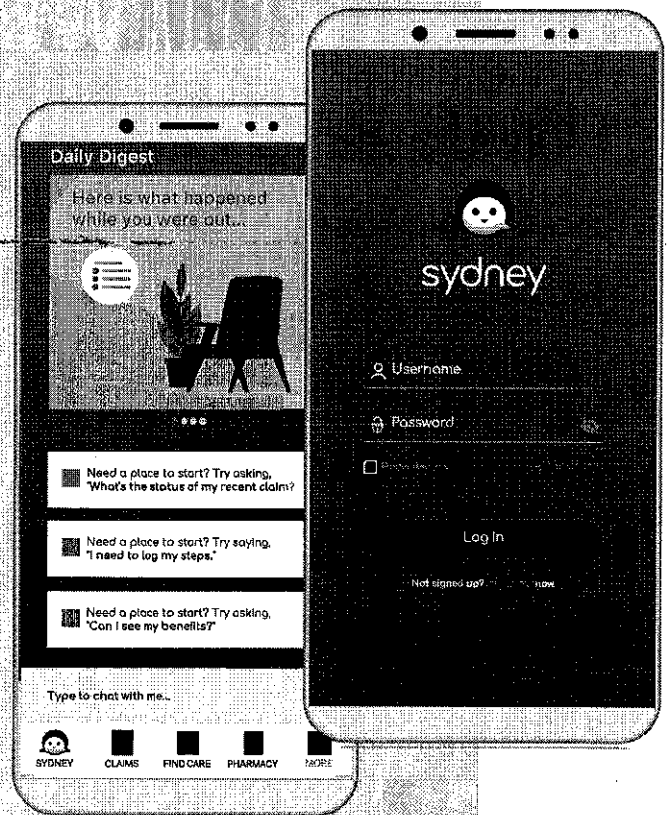 Daily Digest
Here is what happened
while you were out...
Need a place to start? Try asking,
"What's the status of my recent claim?
Need a place to start? Try saying,
"I need to log my steps."
Need a place to start? Try asking,
"Can I see my benefits?"
Type to chat with me...
SYDNEY CLAIMS FIND CARE PHARMACY MORE
sydney
Username
Password
Log In
Not signed up? now